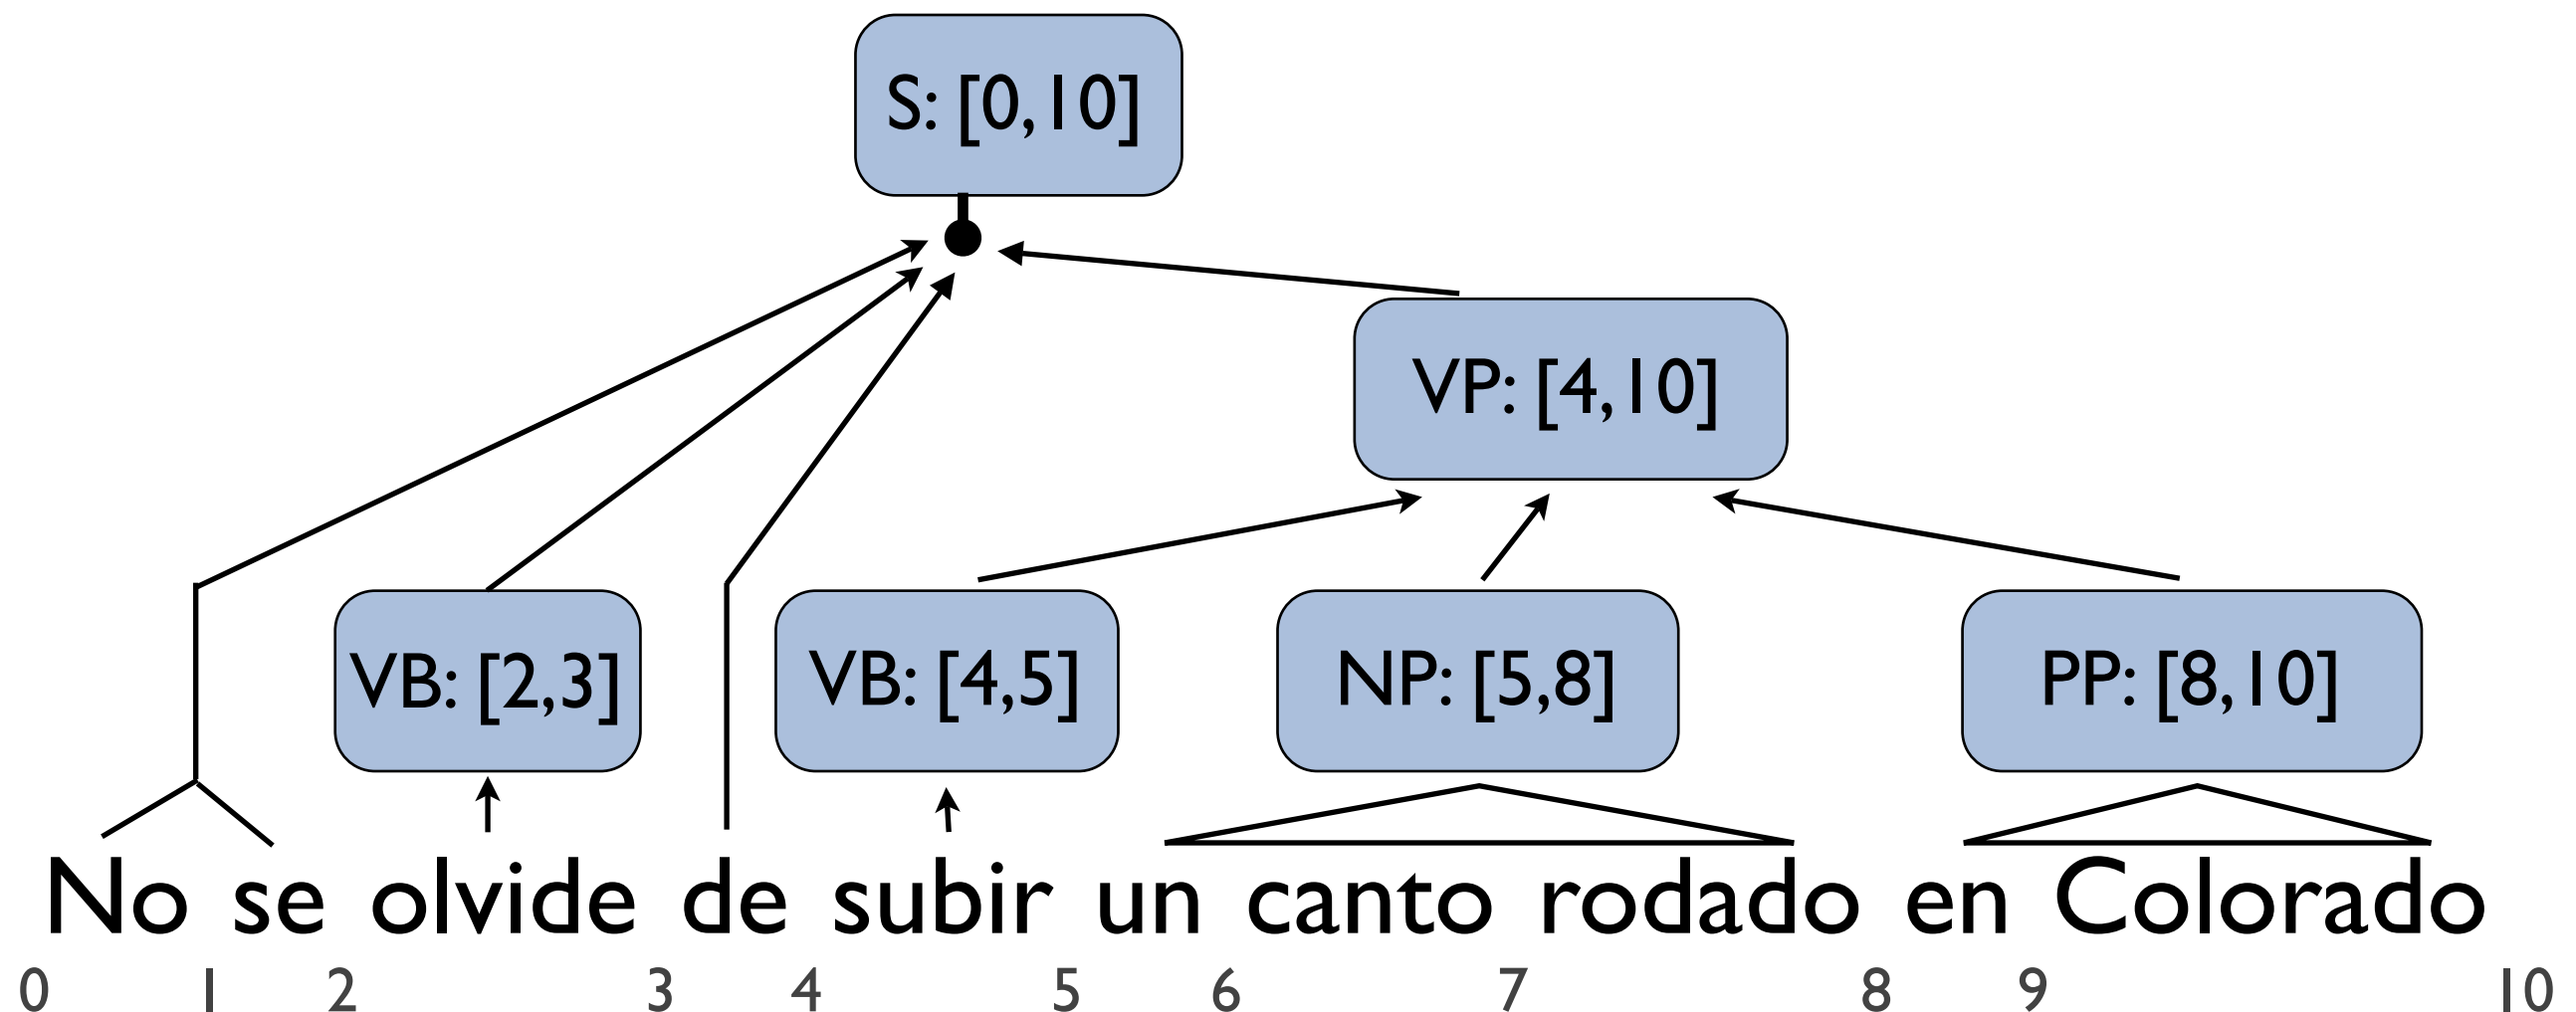 S: [0,10]
VP: [4,10]
VB: [2,3] VB: [4,5] NP: [5,8] PP: [8,10]
No se olvide de subir un canto rodado en Colorado
0 1 2 3 4 5 6 7 8 9 10